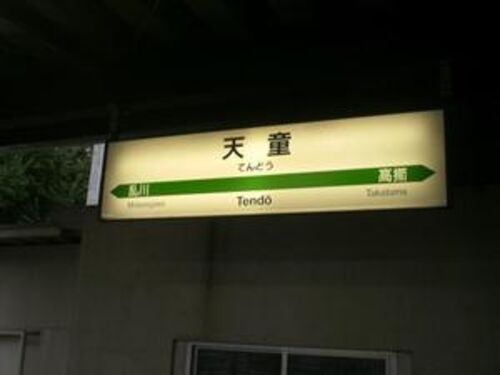 天童
てんどう
乱川
高擶
Midaregawa
Tendō
Takatama